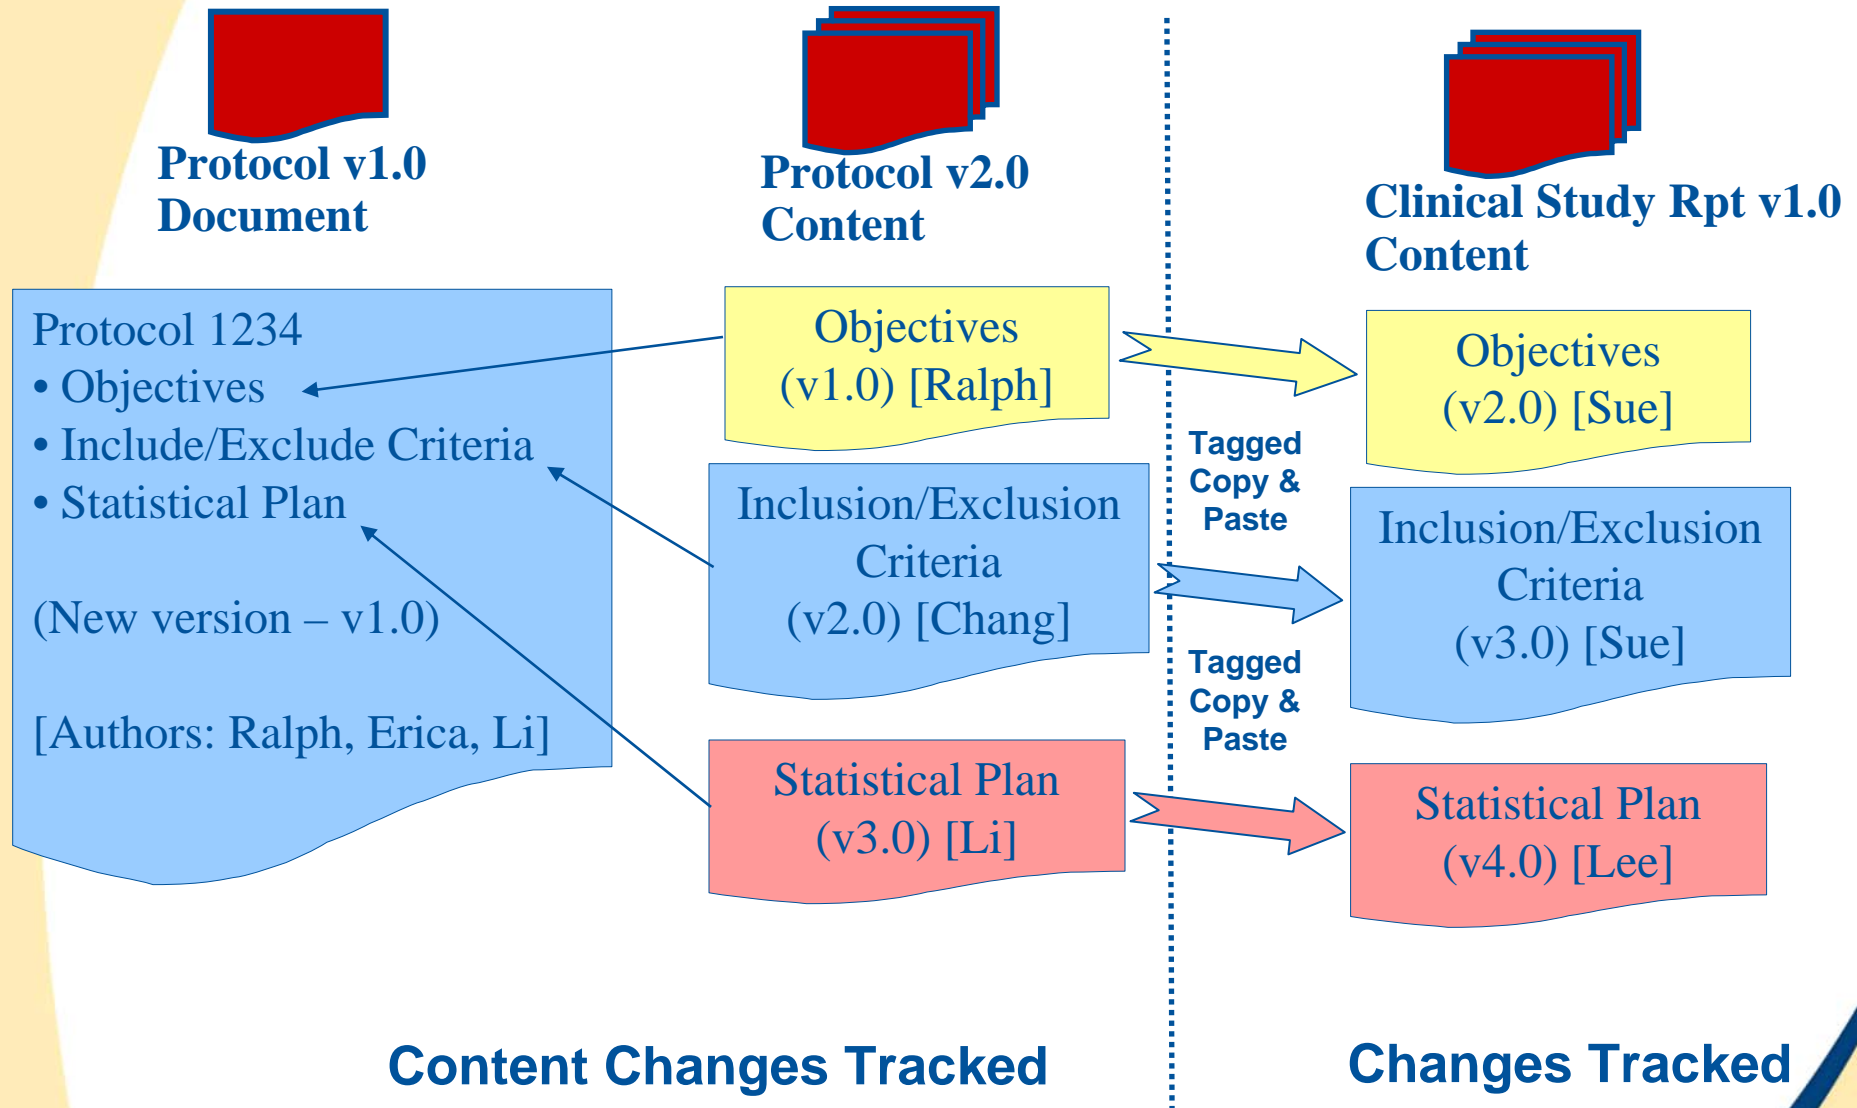 Protocol v1.0
Document
Protocol v2.0
Content
Clinical Study Rpt v1.0
Content
Protocol 1234
• Objectives
• Include/Exclude Criteria
• Statistical Plan
(New version – v1.0)
[Authors: Ralph, Erica, Li]
Objectives
(v1.0) [Ralph]
Inclusion/Exclusion
Criteria
(v2.0) [Chang]
Statistical Plan
(v3.0) [Li]
Tagged
Copy &
Paste
Tagged
Copy &
Paste
Objectives
(v2.0) [Sue]
Inclusion/Exclusion
Criteria
(v3.0) [Sue]
Statistical Plan
(v4.0) [Lee]
Content Changes Tracked
Changes Tracked